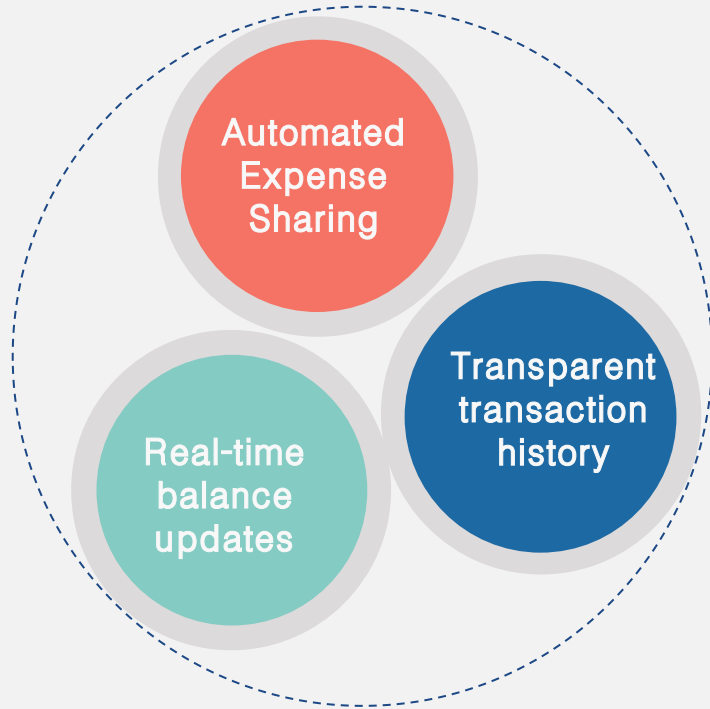 Automated
Expense
Sharing
Transparent
transaction
history
Real-time
balance
updates